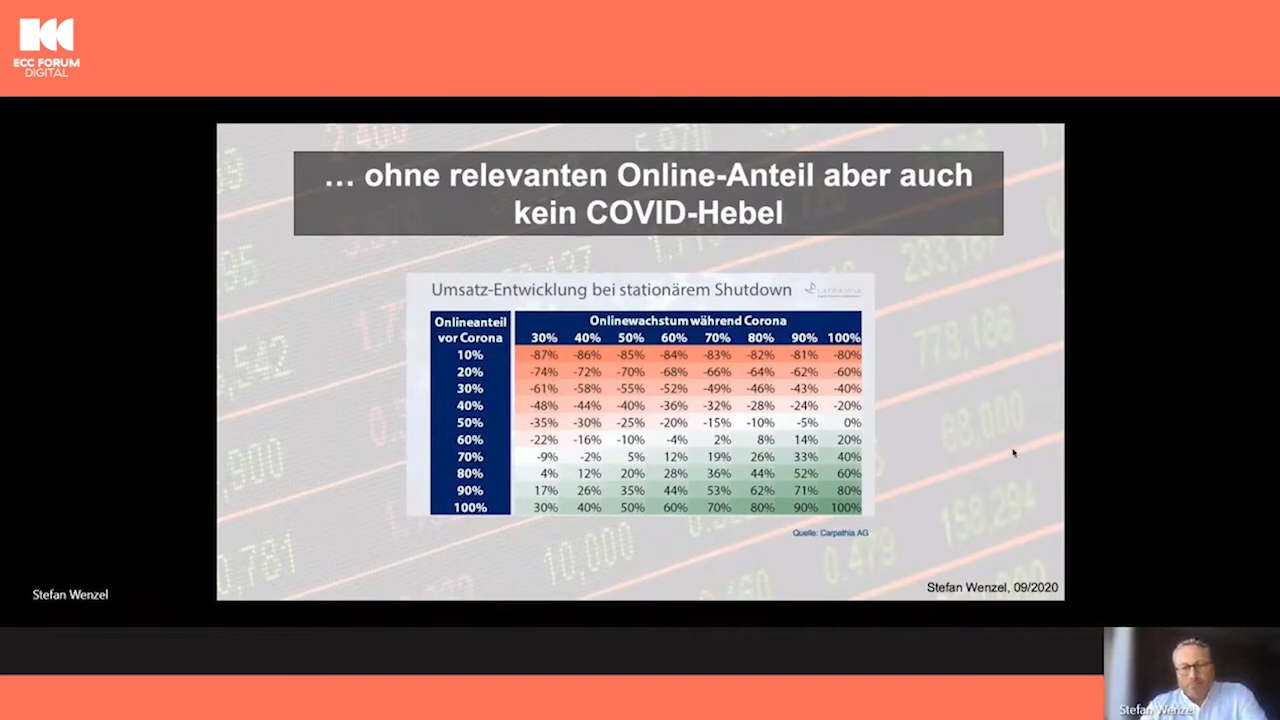 ECC FORUM
DIGITAL
… ohne relevanten Online-Anteil aber auch
kein COVID-Hebel
Umsatz-Entwicklung bei stationärem Shutdown
Onlineanteil vor Corona
Onlinewachstum während Corona
30% 40% 50% 60% 70% 80% 90% 100%
10% -87% -86% -85% -84% -83% -82% -81% -80%
20% -74% -72% -70% -68% -66% -64% -62% -60%
30% -61% -58% -55% -52% -49% -46% -43% -40%
40% -48% -44% -40% -36% -32% -28% -24% -20%
50% -35% -30% -25% -20% -15% -10% -5% 0%
60% -22% -16% -10% -4% 2% 8% 14% 20%
70% -9% -2% 5% 12% 19% 26% 33% 40%
80% 4% 12% 20% 28% 36% 44% 52% 60%
90% 17% 26% 35% 44% 53% 62% 71% 80%
100% 30% 40% 50% 60% 70% 80% 90% 100%
Quelle: Carpathia AG
Stefan Wenzel, 09/2020
Stefan Wenzel
Stefan Wenzel